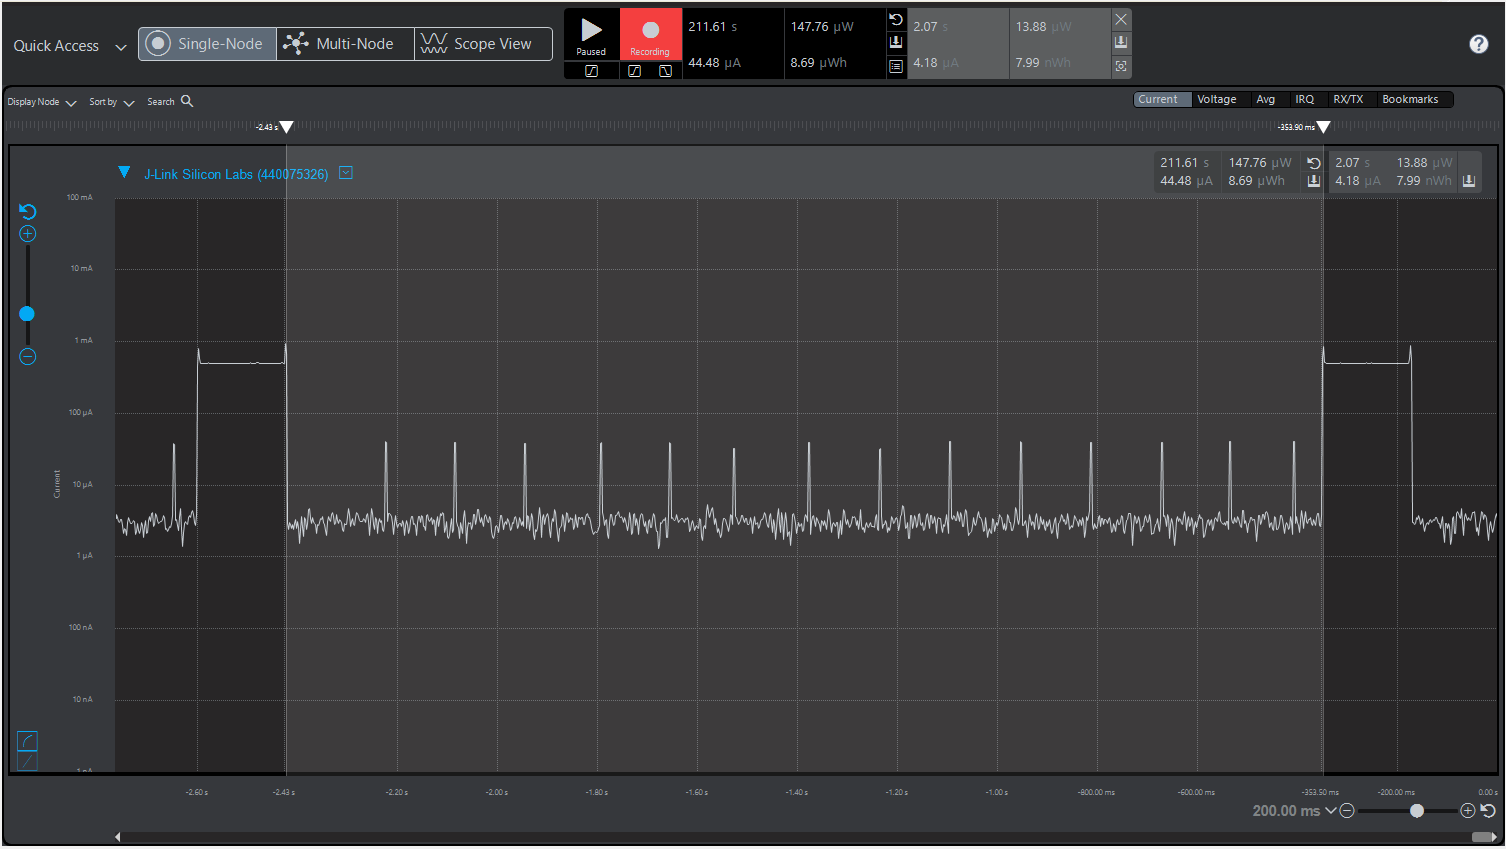 Quick Access
Single-Node
Multi-Node
Scope View
Paused
Recording
211.61 s
147.76 µW
44.48 µA
8.69 µWh
2.07 s
13.88 µW
4.18 µA
7.99 nWh
Display Node
Sort by
Search
Current
Voltage
Avg
IRQ
RX/TX
Bookmarks
-2.43 s
-353.90 ms
J-Link Silicon Labs (440075326)
211.61 s 147.76 µW
44.48 µA 8.69 µWh
2.07 s 13.88 µW
4.18 µA 7.99 nWh
100 mA
10 mA
1 mA
100 µA
10 µA
1 µA
100 nA
10 nA
1 nA
Current
-2.60 s
-2.43 s
-2.20 s
-2.00 s
-1.80 s
-1.60 s
-1.40 s
-1.20 s
-1.00 s
-800.00 ms
-600.00 ms
-353.50 ms
-200.00 ms
0.00 s
200.00 ms